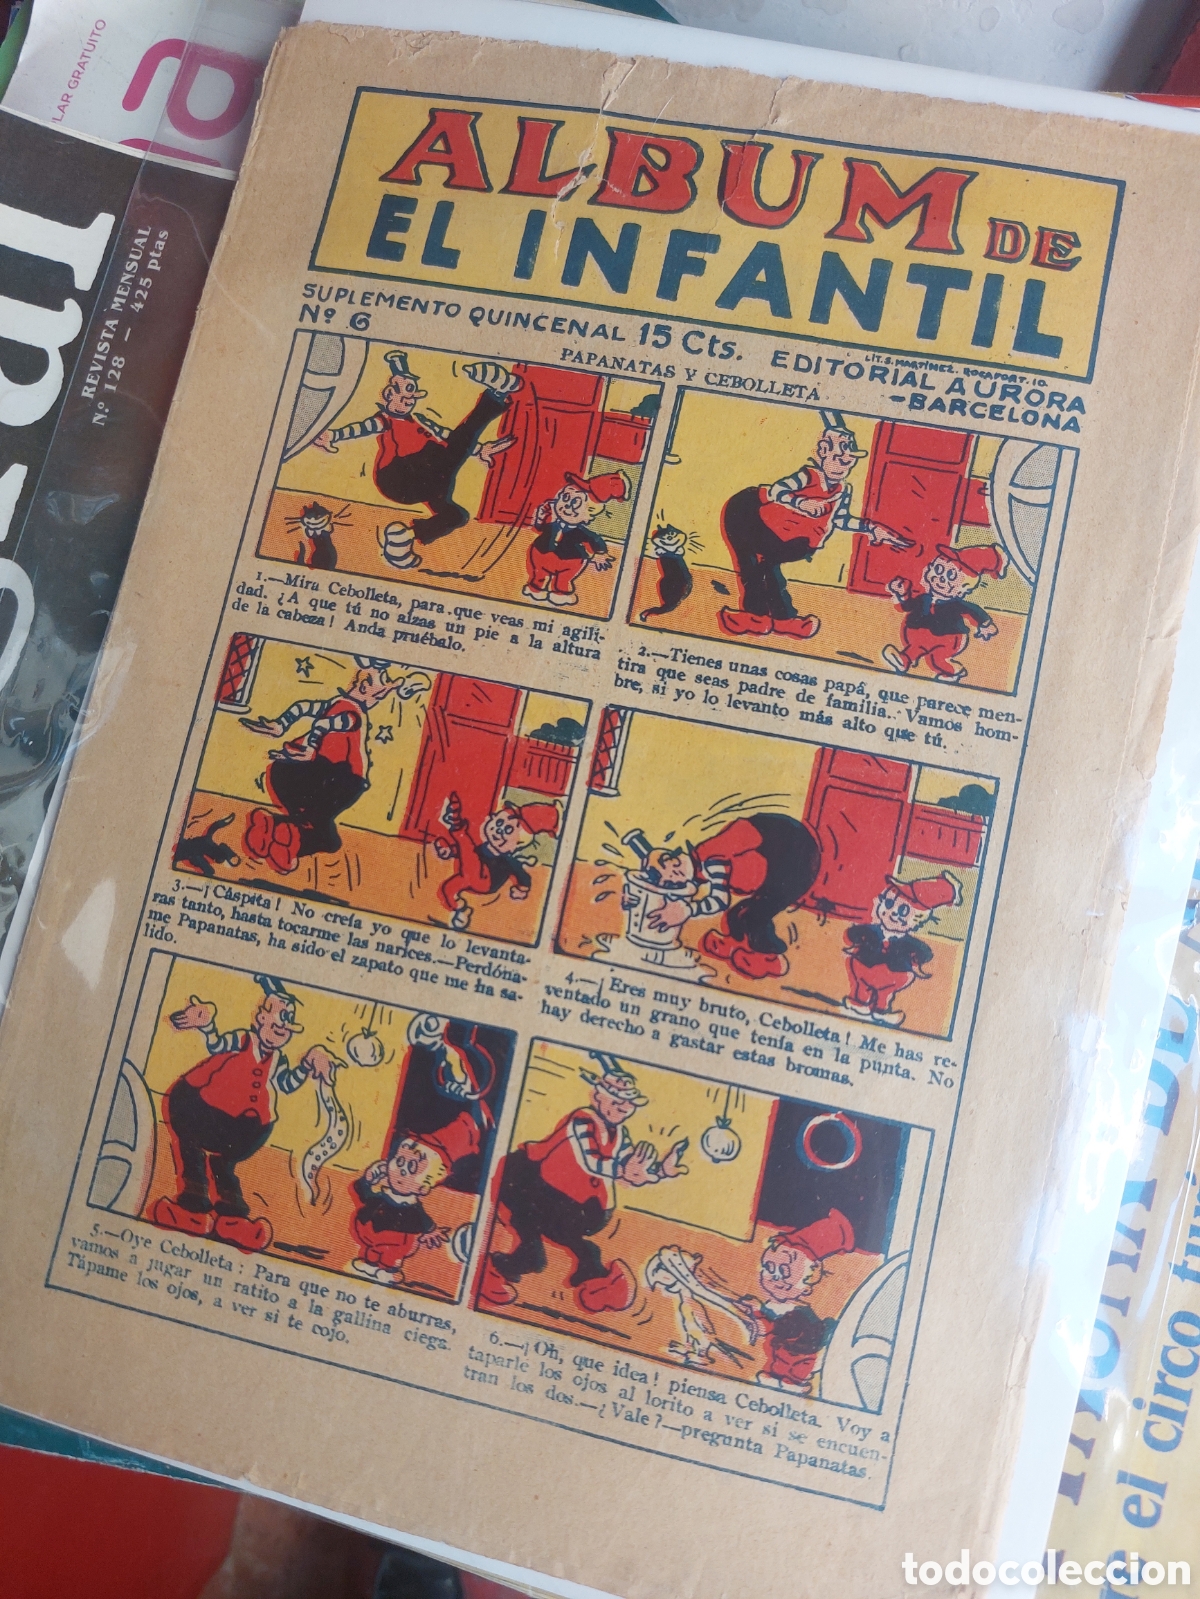 ALBUM DE
EL INFANTIL
SUPLEMENTO QUINCENAL 15 Cts. EDITORIAL AURORA
Nº 6
LIT. S. MARTÍNEZ. ROCAFORT. 10.
-BARCELONA
PAPANATAS Y CEBOLLETA
1.—Mira Cebolleta, para que veas mi agili-
dad. ¿A que tú no alzas un pie a la altura
de la cabeza! Anda pruébalo.
2.—Tienes unas cosas papá, que parece men-
tira que seas padre de familia... Vamos hom-
bre, si yo lo levanto más alto que tú.
3.—¡Cáspita! No creía yo que lo levanta-
ras tanto, hasta tocarme las narices.—Perdóna-
me Papanatas, ha sido el zapato que me ha sa-
lido.
4.—¡Eres muy bruto, Cebolleta! Me has re-
ventado un grano que tenía en la punta. No
hay derecho a gastar estas bromas.
5.—Oye Cebolleta: Para que no te aburras,
vamos a jugar un ratito a la gallina ciega.
Tápame los ojos, a ver si te cojo.
6.—¡Oh, que idea! piensa Cebolleta. Voy a
taparle los ojos al lorito a ver si se encuen-
tran los dos.—¿Vale?—pregunta Papanatas.
REVISTA MENSUAL
N.º 128 — 425 ptas
LAR GRATUITO
el circo
todocoleccion